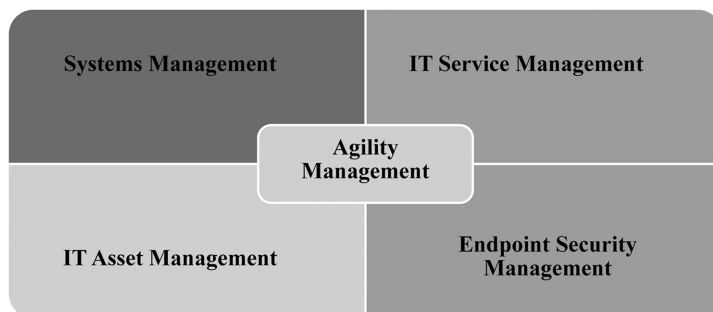 Systems Management
IT Service Management
Agility
Management
IT Asset Management
Endpoint Security
Management